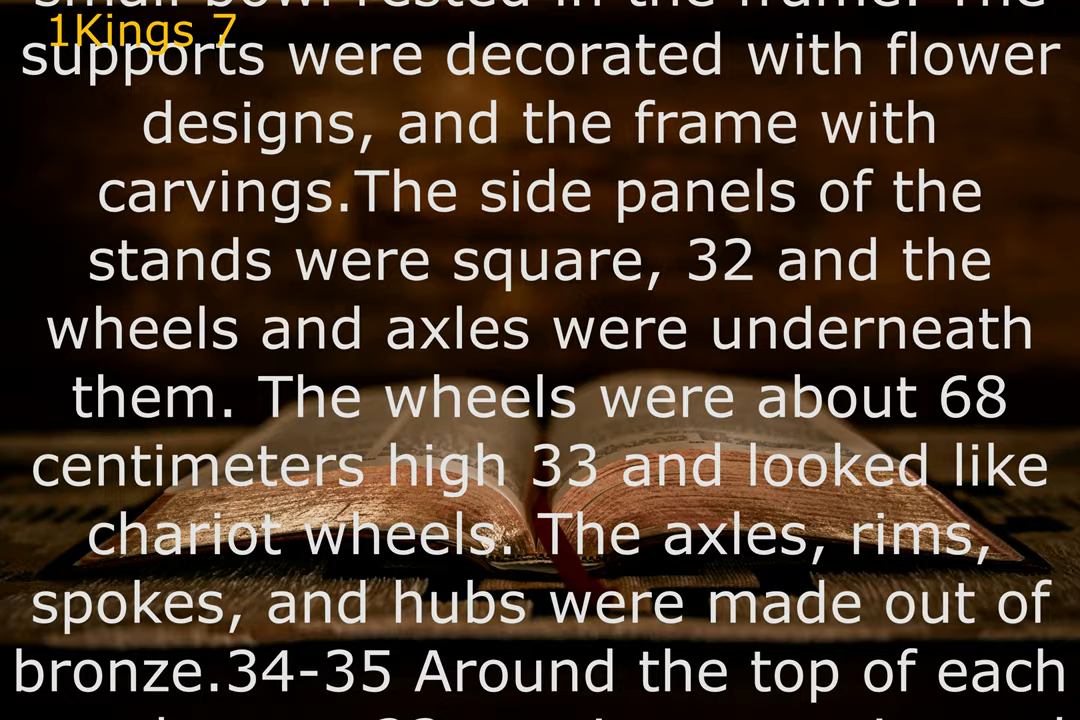 small bowl rested in the frame. The
1Kings 7
supports were decorated with flower
designs, and the frame with
carvings.The side panels of the
stands were square, 32 and the
wheels and axles were underneath
them. The wheels were about 68
centimeters high 33 and looked like
chariot wheels. The axles, rims,
spokes, and hubs were made out of
bronze.34-35 Around the top of each